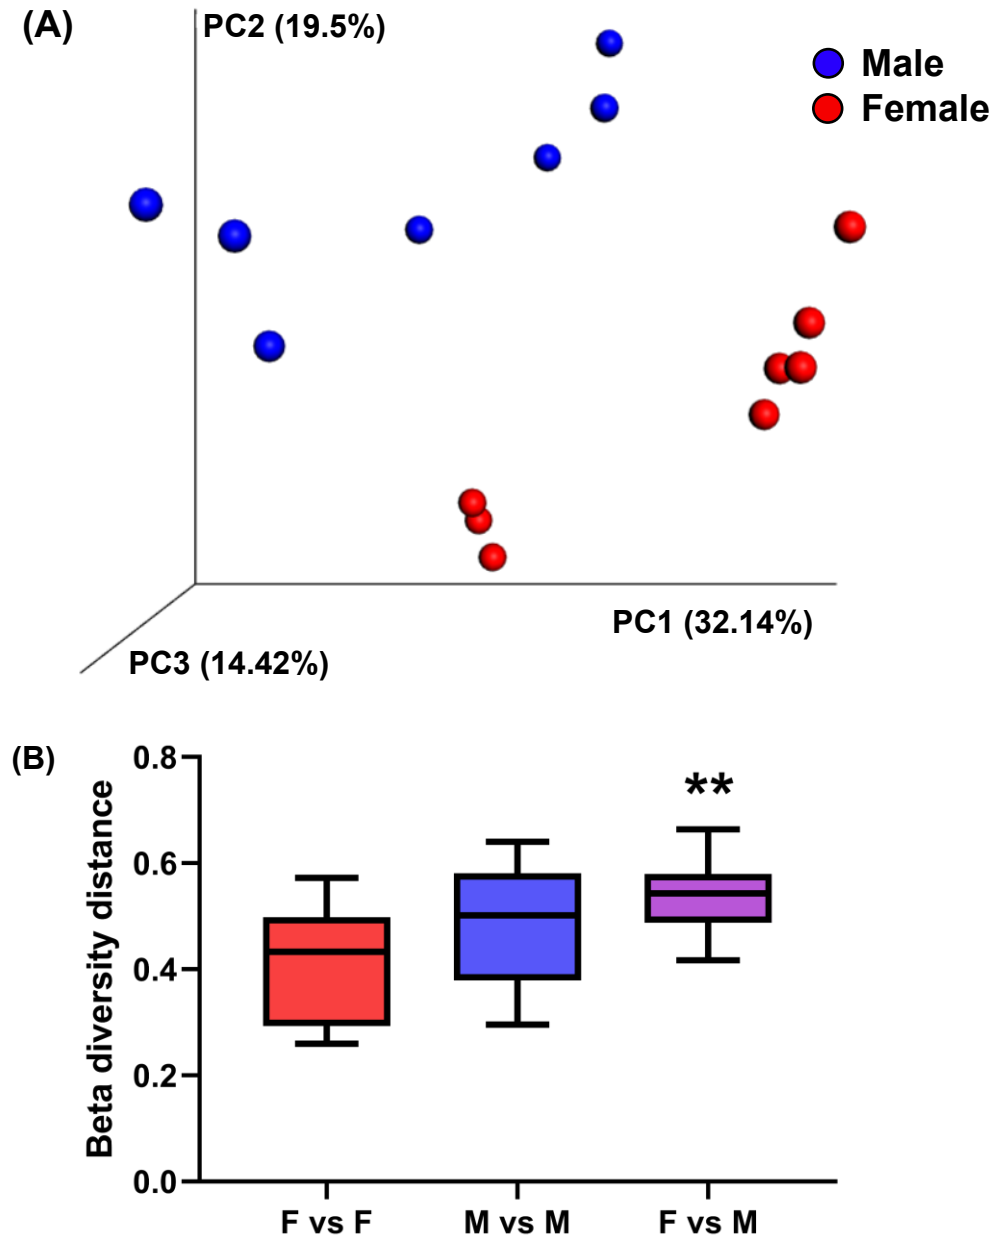 (A)
PC2 (19.5%)
Male
Female
PC1 (32.14%)
PC3 (14.42%)
(B)
Beta diversity distance
0.8
0.6
0.4
0.2
0.0
**
F vs F
M vs M
F vs M